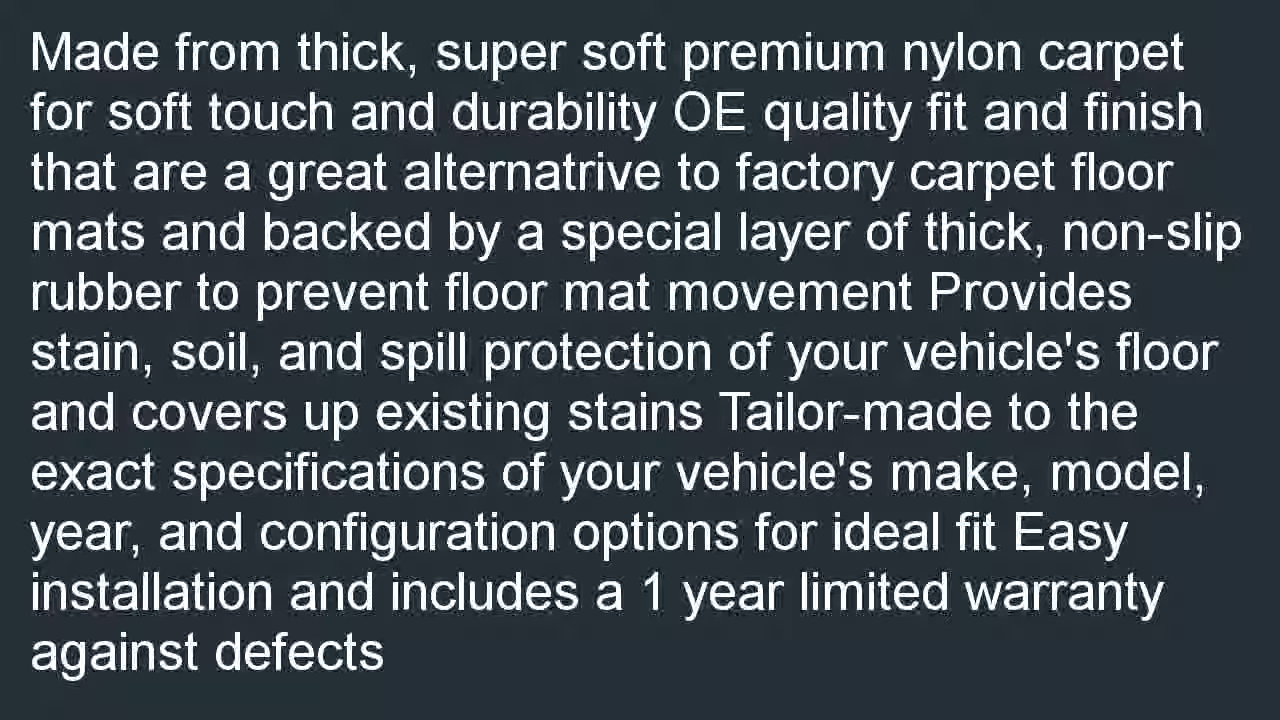 Made from thick, super soft premium nylon carpet
for soft touch and durability OE quality fit and finish
that are a great alternatrive to factory carpet floor
mats and backed by a special layer of thick, non-slip
rubber to prevent floor mat movement Provides
stain, soil, and spill protection of your vehicle's floor
and covers up existing stains Tailor-made to the
exact specifications of your vehicle's make, model,
year, and configuration options for ideal fit Easy
installation and includes a 1 year limited warranty
against defects